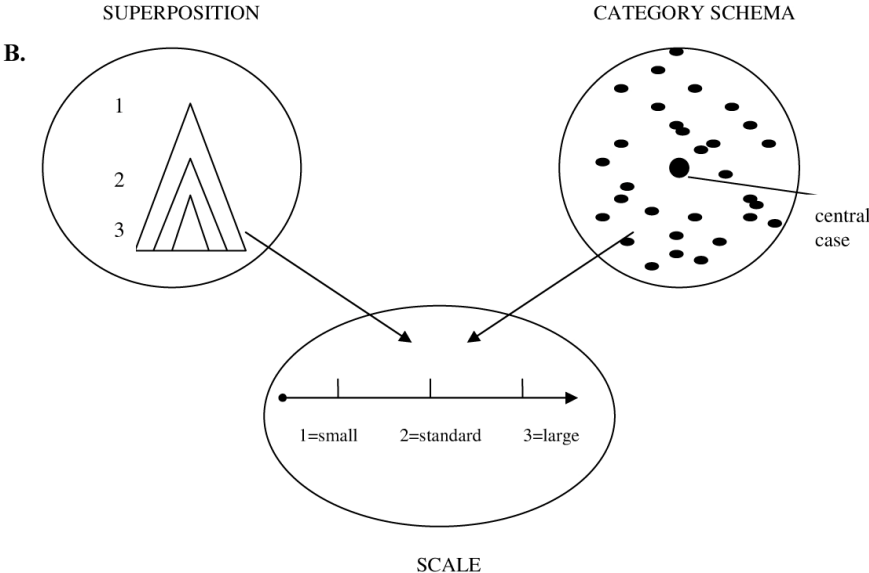 SUPERPOSITION
CATEGORY SCHEMA
B.
1
2
3
central
case
1=small 2=standard 3=large
SCALE